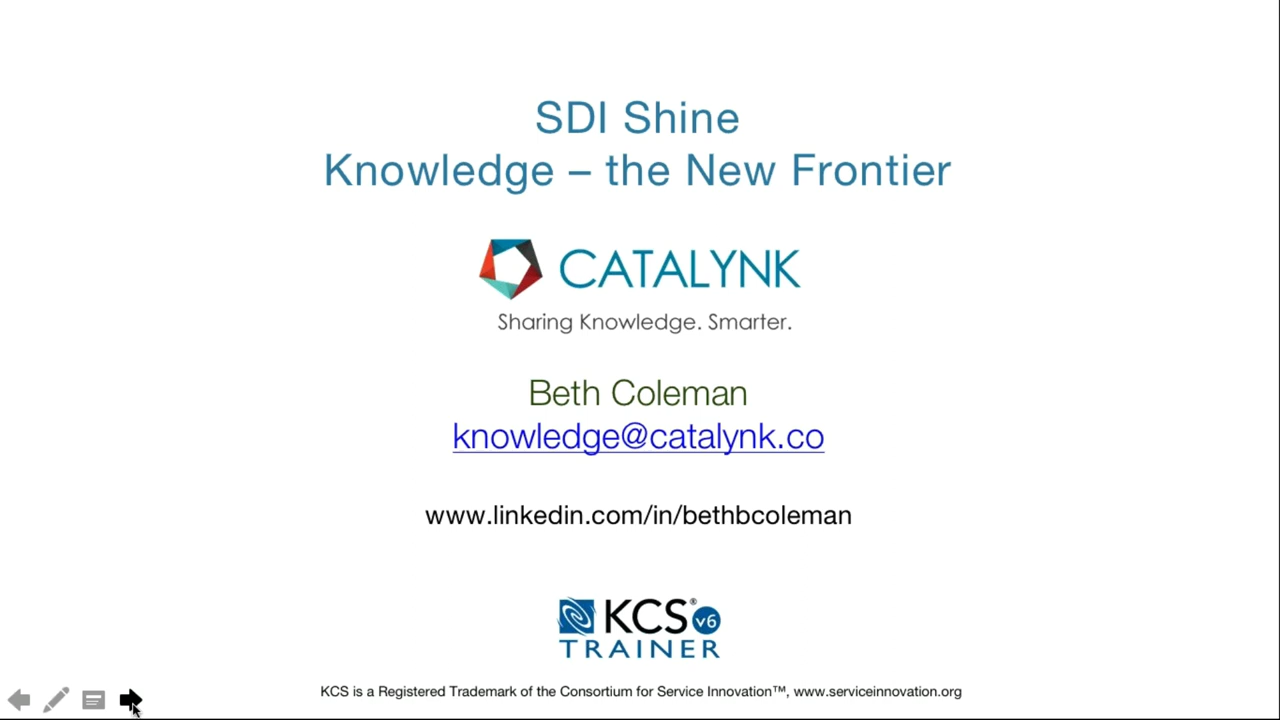 SDI Shine
Knowledge – the New Frontier
CATALYNK
Sharing Knowledge. Smarter.
Beth Coleman
knowledge@catalynk.co
www.linkedin.com/in/bethbcoleman
KCS® v6
TRAINER
KCS is a Registered Trademark of the Consortium for Service Innovation™, www.serviceinnovation.org